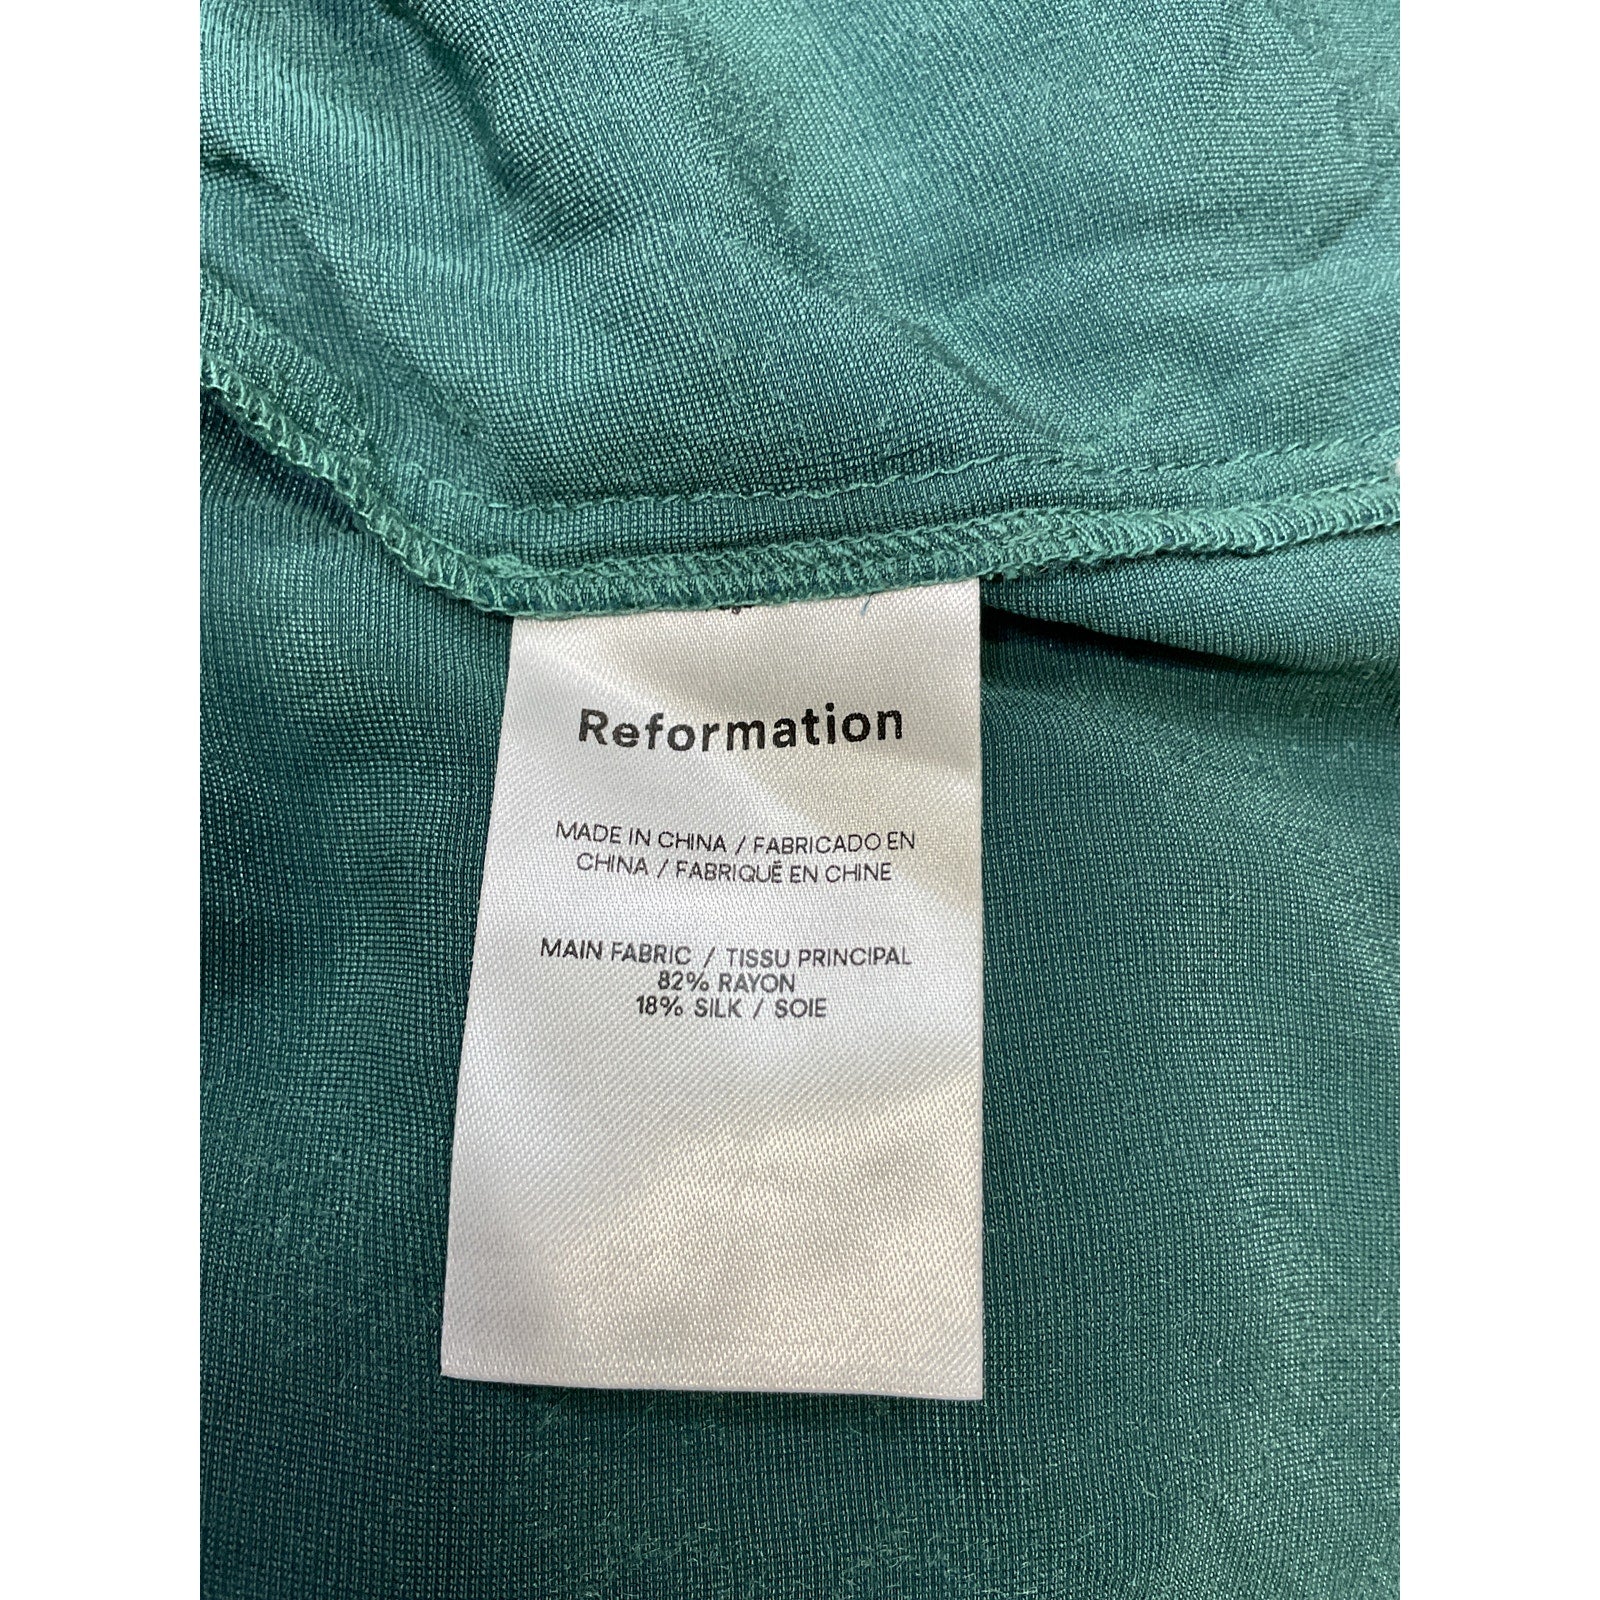 Reformation
MADE IN CHINA / FABRICADO EN
CHINA / FABRIQUÉ EN CHINE
MAIN FABRIC / TISSU PRINCIPAL
82% RAYON
18% SILK / SOIE